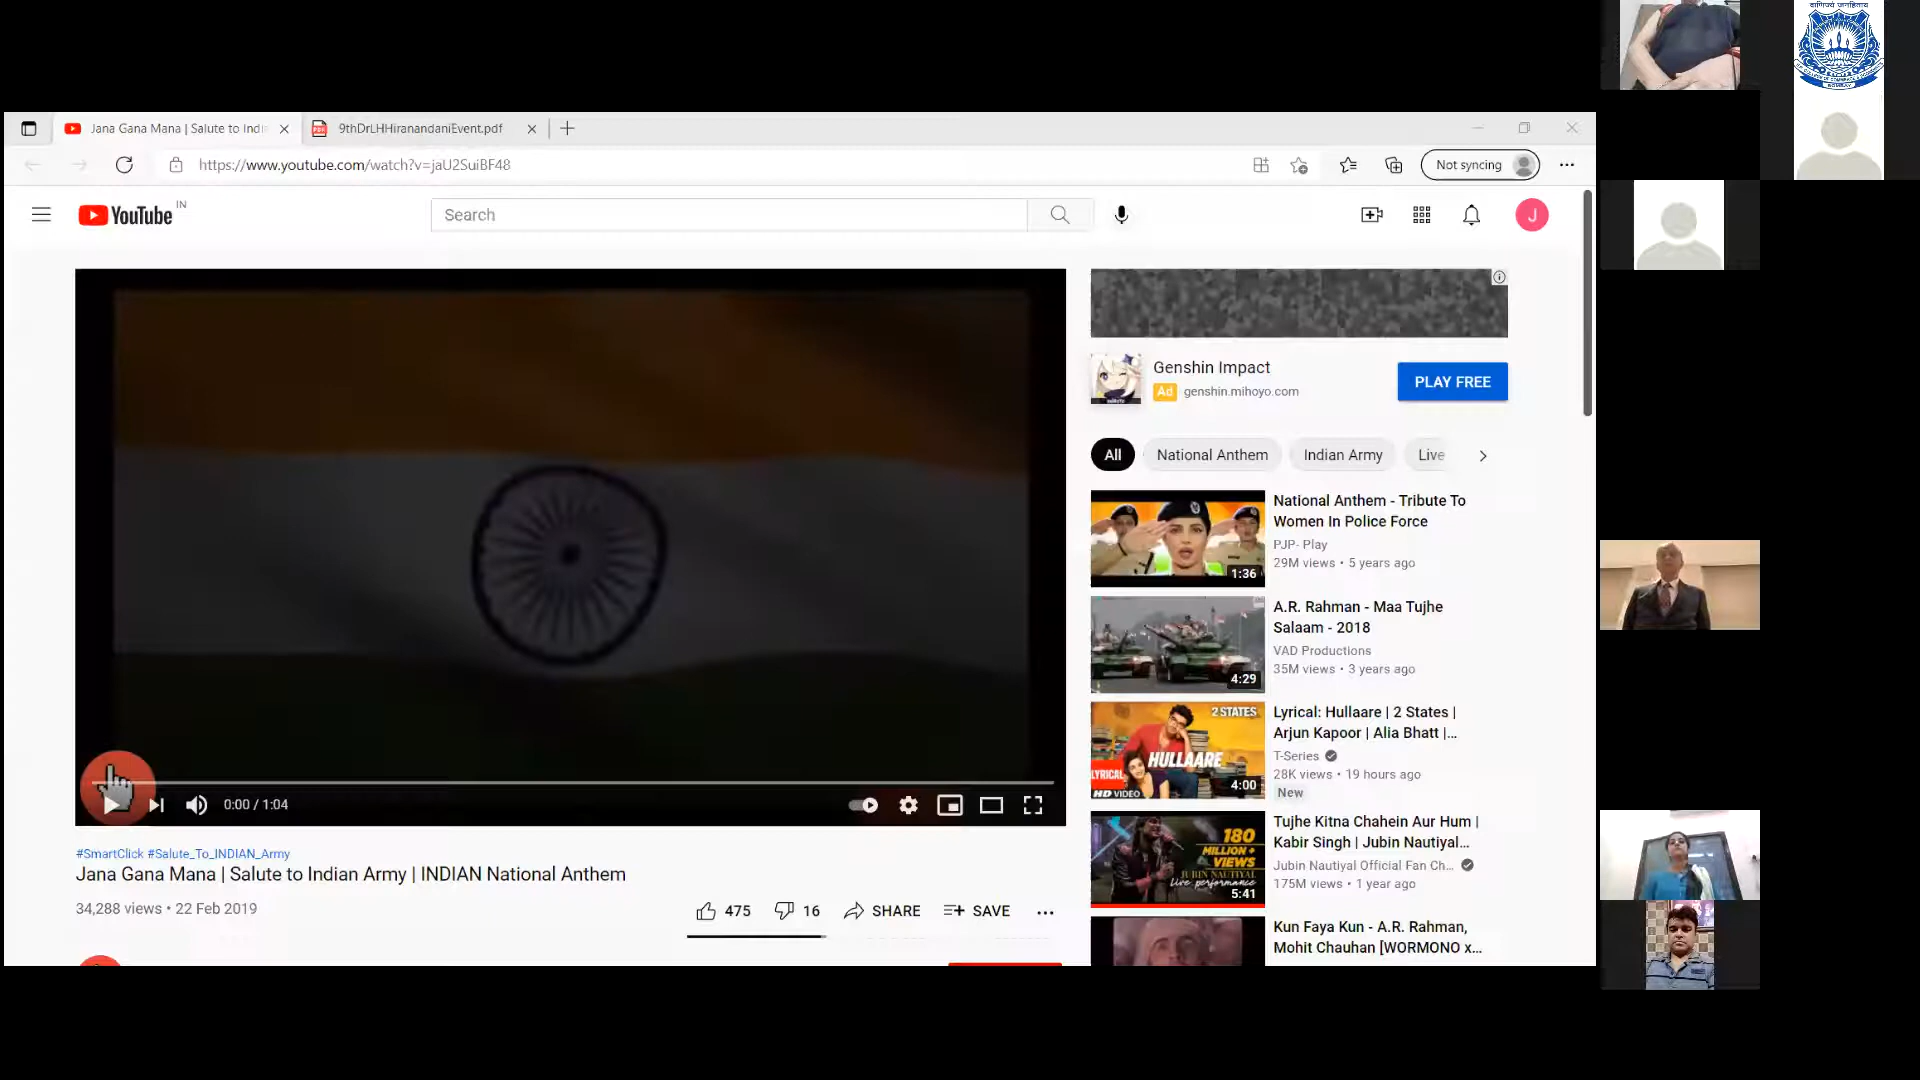 वाणिज्यं जनहिताय
BOMBAY
Jana Gana Mana | Salute to Indi
9thDrLHHiranandaniEvent.pdf
https://www.youtube.com/watch?v=jaU2SuiBF48
Not syncing
YouTube IN
Search
J
Genshin Impact
Ad genshin.mihoyo.com
PLAY FREE
All
National Anthem
Indian Army
Live
National Anthem - Tribute To
Women In Police Force
PJP- Play
29M views • 5 years ago
1:36
A.R. Rahman - Maa Tujhe
Salaam - 2018
VAD Productions
35M views • 3 years ago
4:29
2 STATES
HULLAARE
LYRICAL
HD VIDEO
4:00
Lyrical: Hullaare | 2 States |
Arjun Kapoor | Alia Bhatt |...
T-Series
28K views • 19 hours ago
New
180
MILLION +
VIEWS
JUBIN NAUTIYAL
Live performance
5:41
Tujhe Kitna Chahein Aur Hum |
Kabir Singh | Jubin Nautiyal...
Jubin Nautiyal Official Fan Ch...
175M views • 1 year ago
Kun Faya Kun - A.R. Rahman,
Mohit Chauhan [WORMONO x...
0:00 / 1:04
#SmartClick #Salute_To_INDIAN_Army
Jana Gana Mana | Salute to Indian Army | INDIAN National Anthem
34,288 views • 22 Feb 2019
475
16
SHARE
SAVE